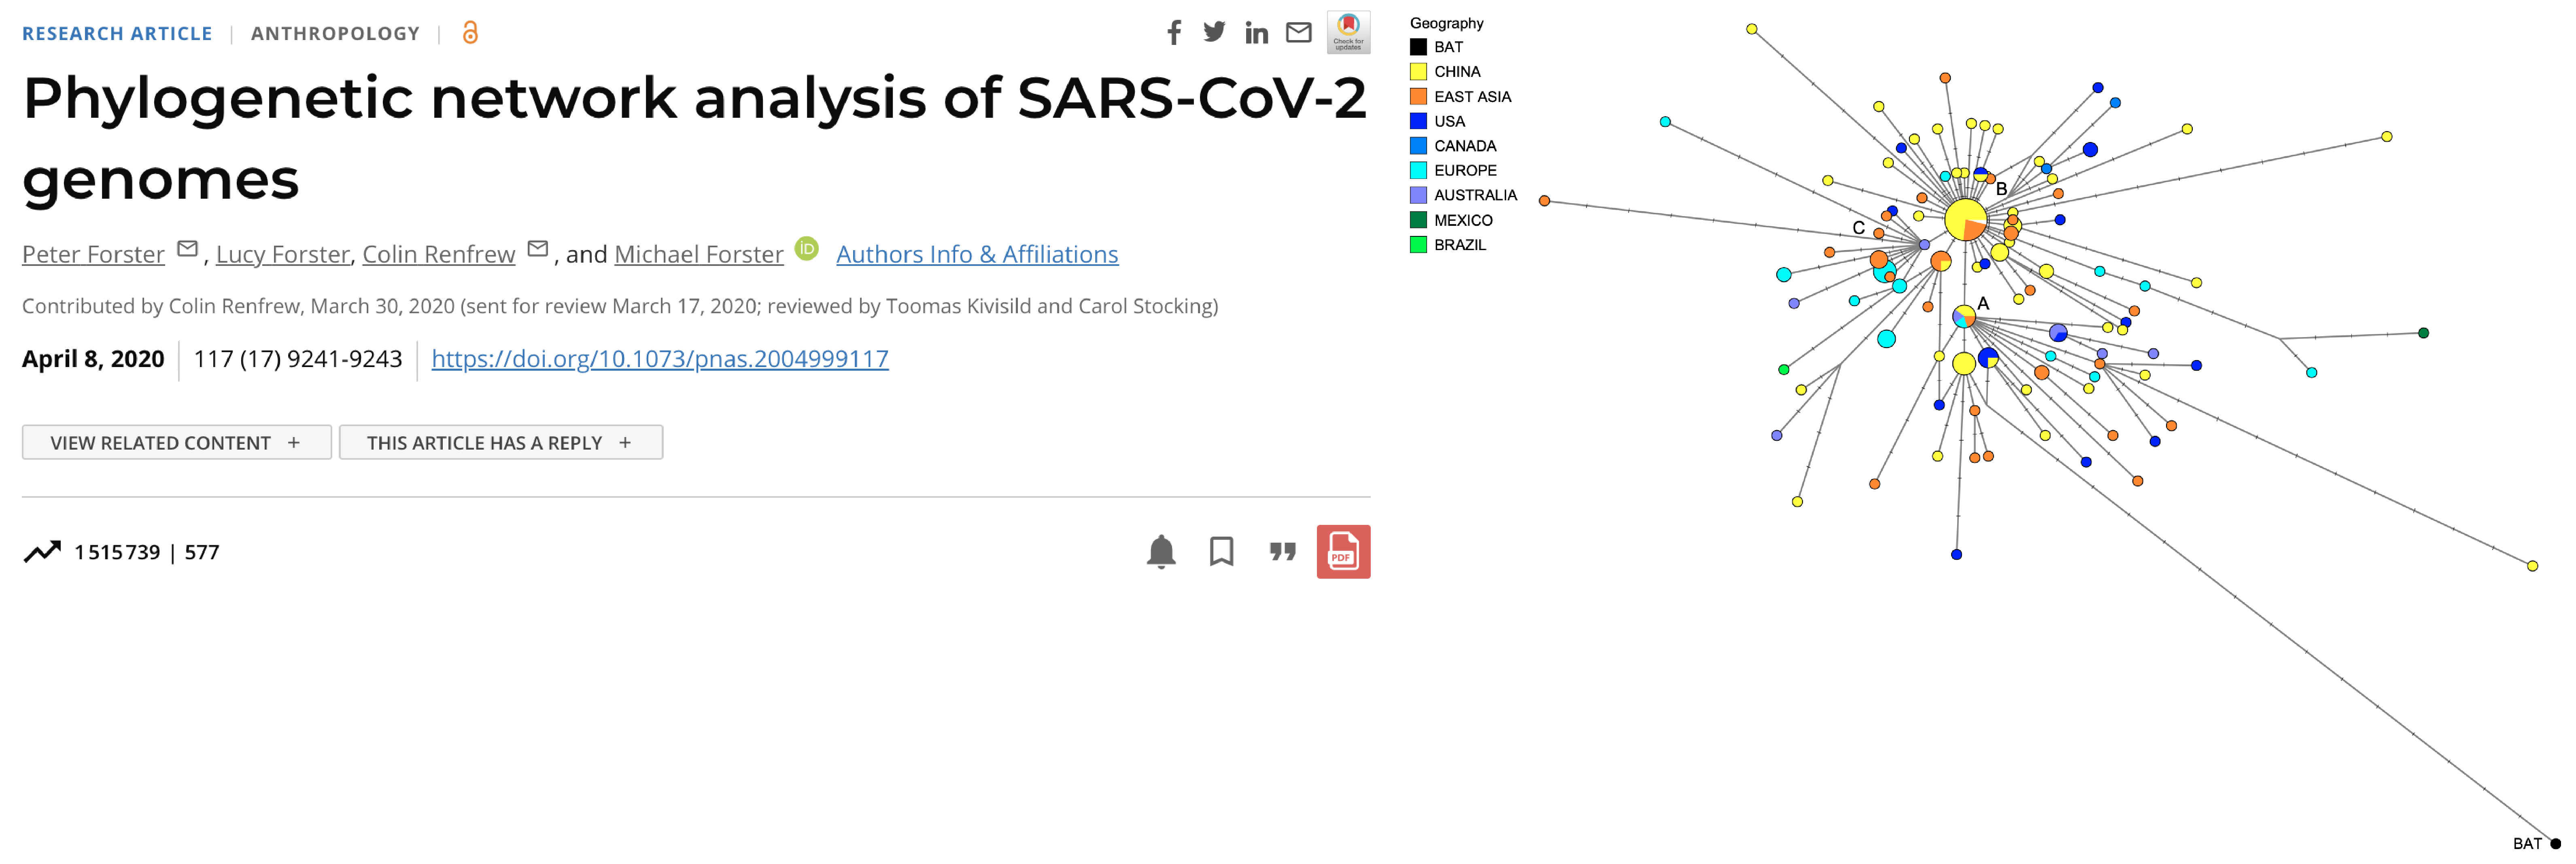 RESEARCH ARTICLE | ANTHROPOLOGY |
Check for
updates
Phylogenetic network analysis of SARS-CoV-2
genomes
Peter Forster , Lucy Forster, Colin Renfrew , and Michael Forster iD Authors Info & Affiliations
Contributed by Colin Renfrew, March 30, 2020 (sent for review March 17, 2020; reviewed by Toomas Kivisild and Carol Stocking)
April 8, 2020 | 117 (17) 9241-9243 | https://doi.org/10.1073/pnas.2004999117
VIEW RELATED CONTENT +
THIS ARTICLE HAS A REPLY +
1515739 | 577
PDF
Geography
BAT
CHINA
EAST ASIA
USA
CANADA
EUROPE
AUSTRALIA
MEXICO
BRAZIL
B
C
A
BAT